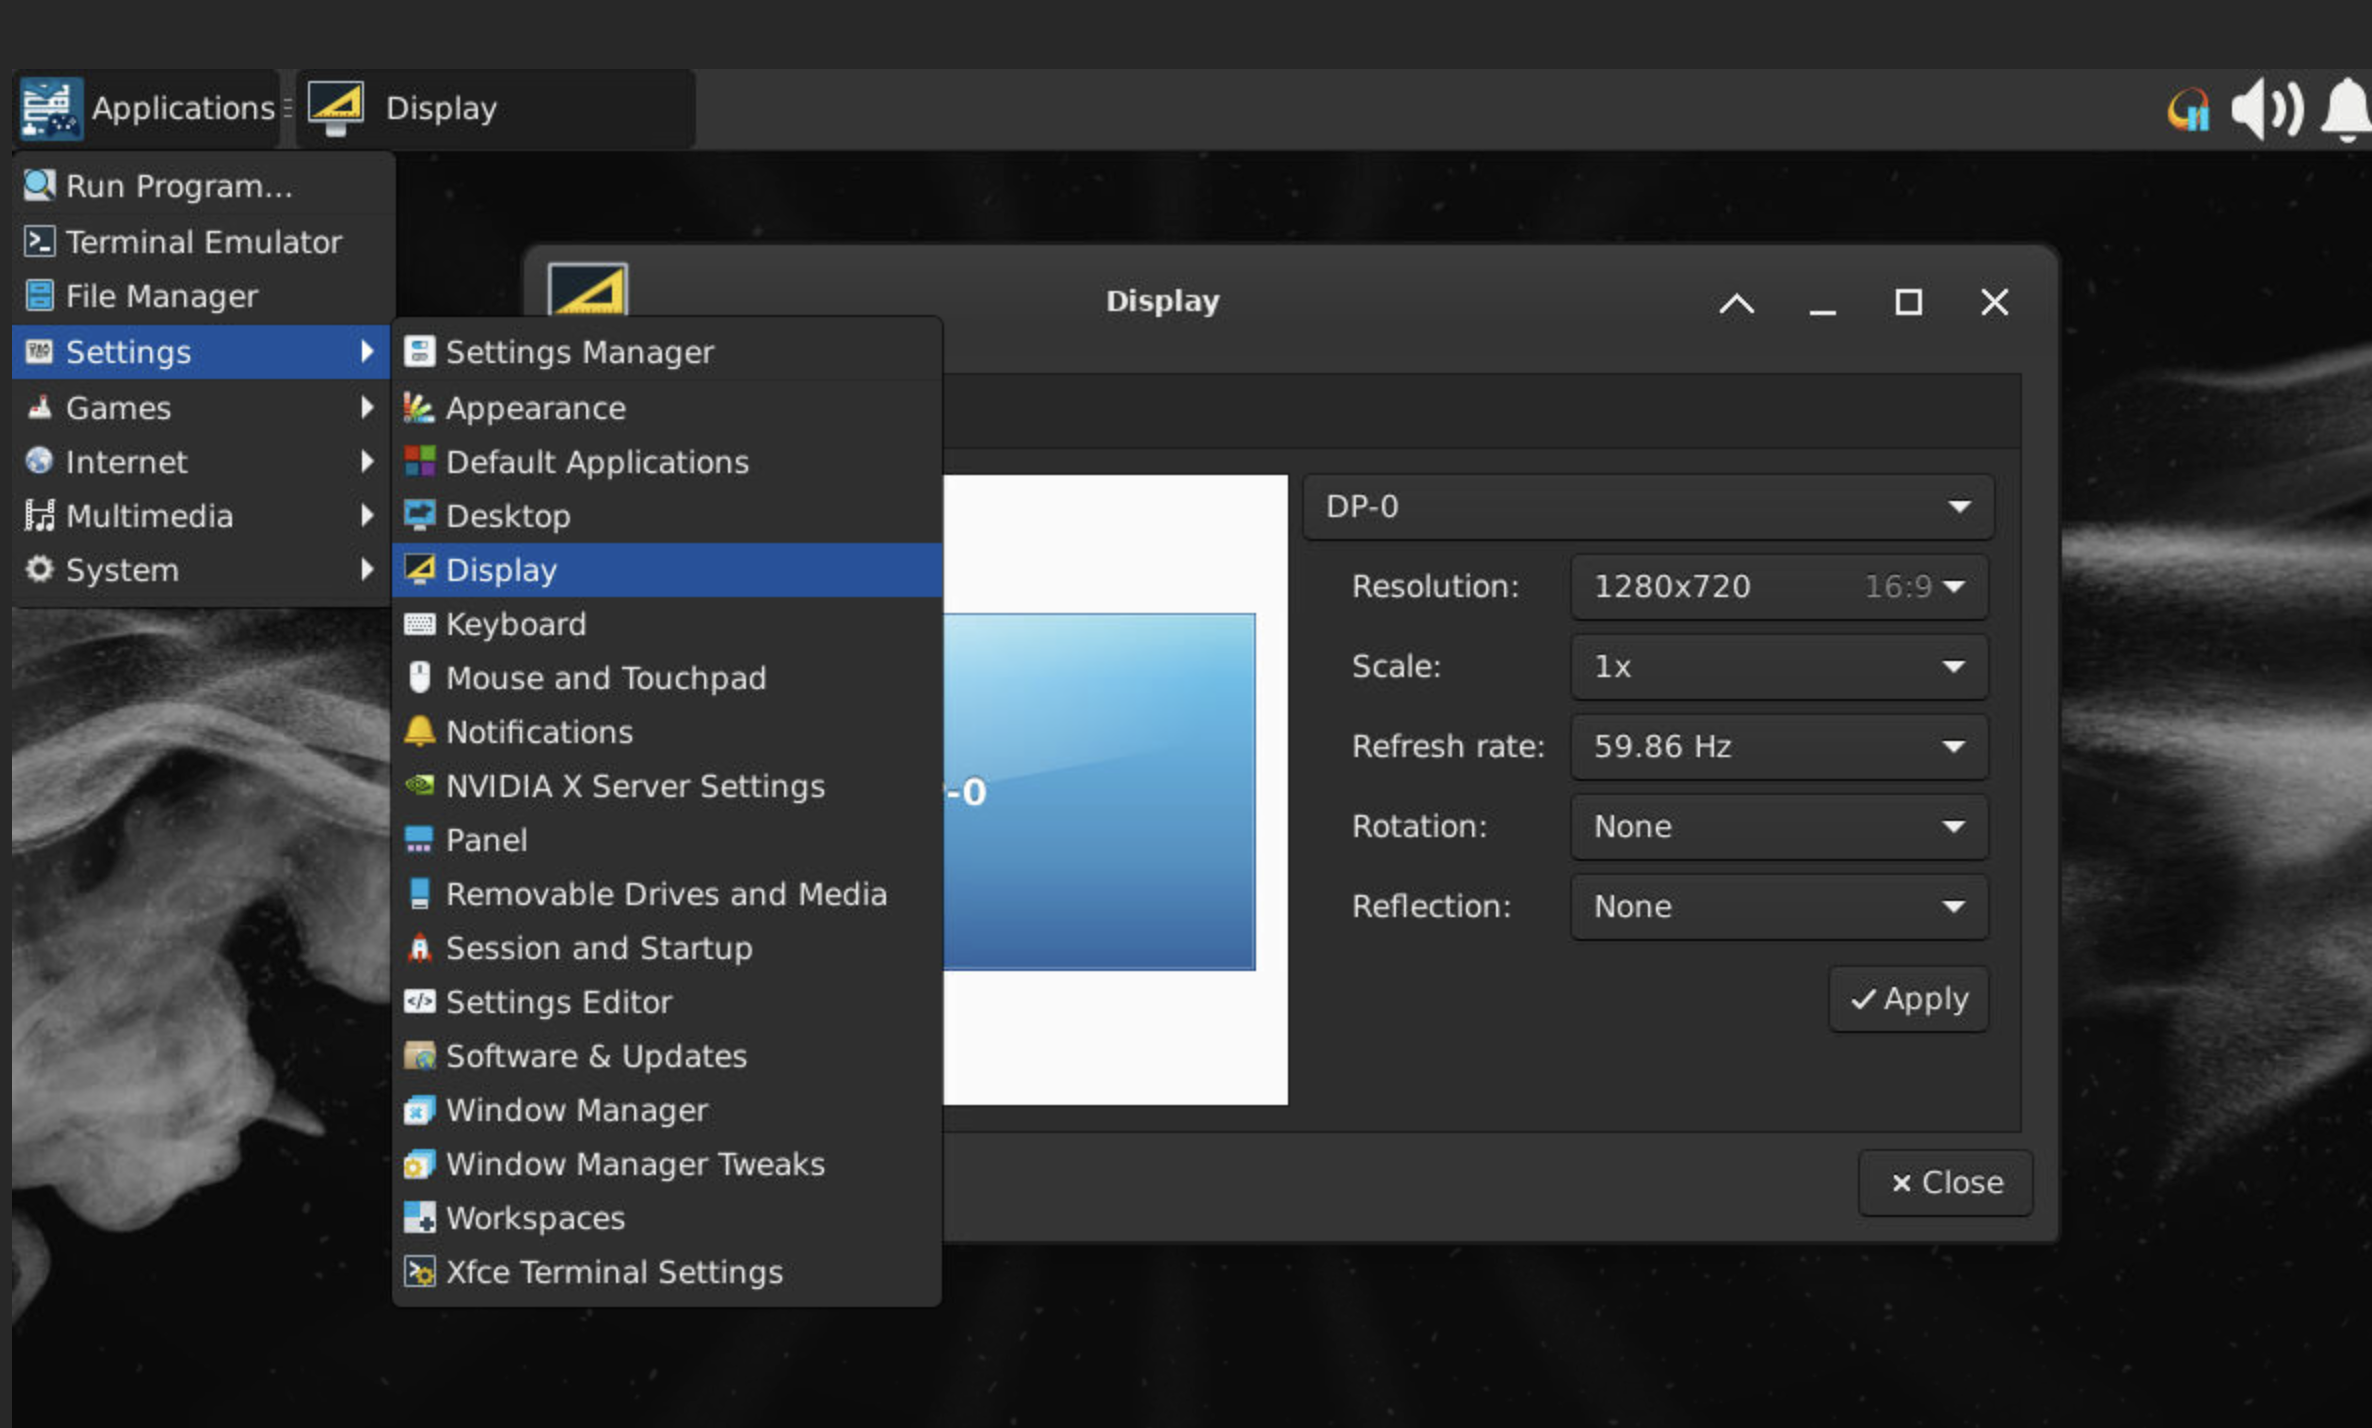 Applications
Display
Run Program...
Terminal Emulator
File Manager
Settings
Games
Internet
Multimedia
System
Settings Manager
Appearance
Default Applications
Desktop
Display
Keyboard
Mouse and Touchpad
Notifications
NVIDIA X Server Settings
Panel
Removable Drives and Media
Session and Startup
Settings Editor
Software & Updates
Window Manager
Window Manager Tweaks
Workspaces
Xfce Terminal Settings
Display
-0
DP-0
Resolution: 1280x720 16:9
Scale: 1x
Refresh rate: 59.86 Hz
Rotation: None
Reflection: None
Apply
Close